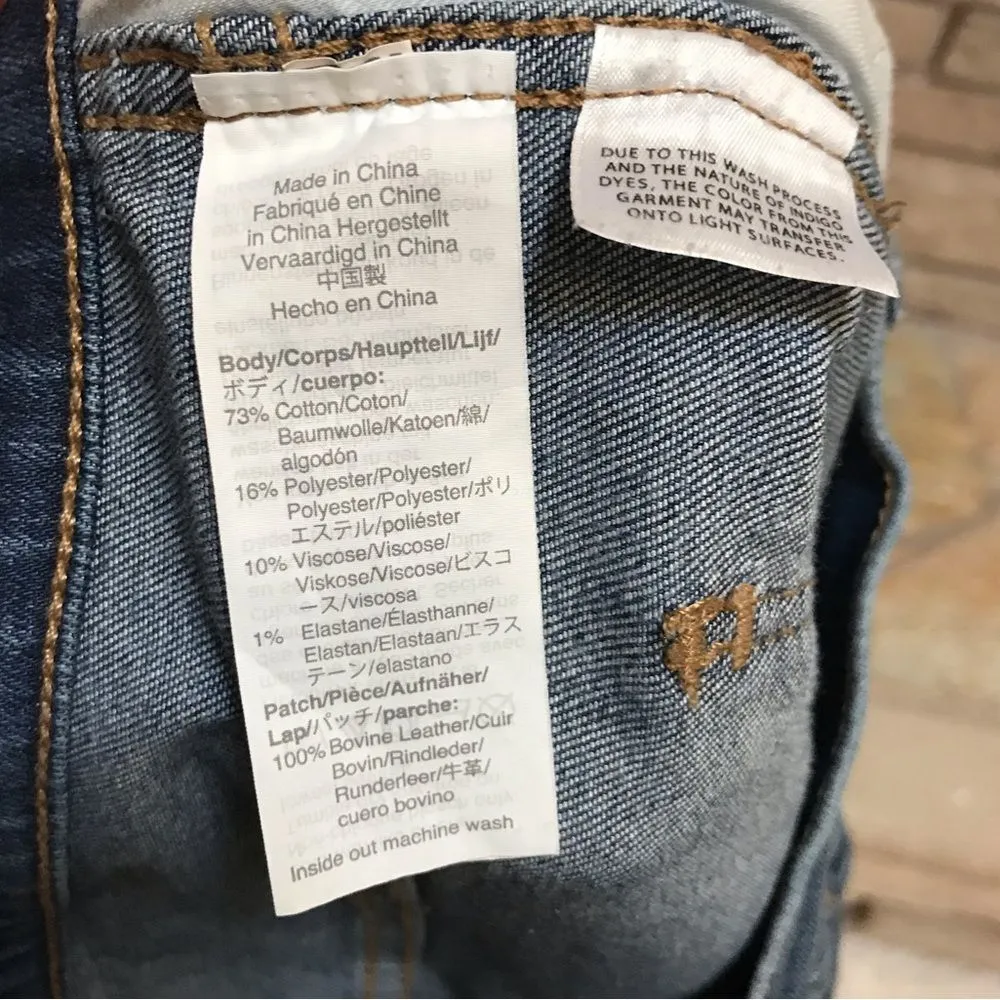 Made in China
Fabriqué en Chine
in China Hergestellt
Vervaardigd in China
中国製
Hecho en China
Body/Corps/Haupttell/Lijf/
ボディ/cuerpo:
73% Cotton/Coton/
Baumwolle/Katoen/綿/
algodón
16% Polyester/Polyester/
Polyester/Polyester/ポリ
エステル/poliéster
10% Viscose/Viscose/
Viskose/Viscose/ビスコ
ース/viscosa
1% Elastane/Élasthanne/
Elastan/Elastaan/エラス
テーン/elastano
Patch/Pièce/Aufnäher/
Lap/パッチ/parche:
100% Bovine Leather/Cuir
Bovin/Rindleder/
Runderleer/牛革/
cuero bovino
Inside out machine wash
DUE TO THIS WASH PROCESS
AND THE NATURE OF INDIGO
DYES, THE COLOR FROM THIS
GARMENT MAY TRANSFER
ONTO LIGHT SURFACES.